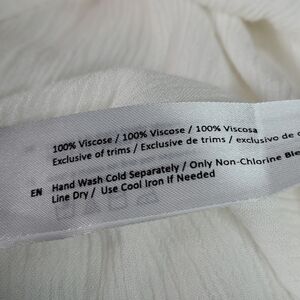 100% Viscose / 100% Viscose / 100% Viscosa
Exclusive of trims / Exclusive de trims / exclusivo de
EN Hand Wash Cold Separately / Only Non-Chlorine
Line Dry / Use Cool Iron If Needed